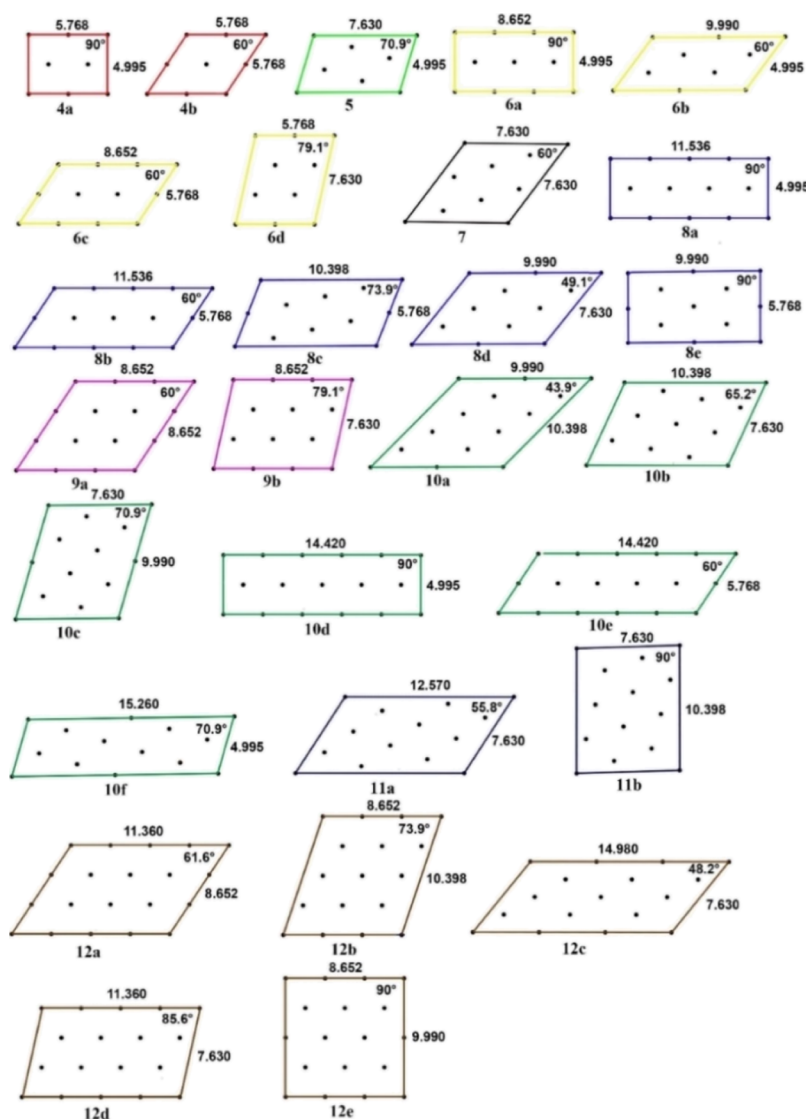 5.768 5.768 7.630 8.652 9.990
90° 60° 70.9° 90° 60°
4.995 5.768 4.995 4.995 4.995
4a 4b 5 6a 6b
8.652 5.768 7.630 11.536
60° 79.1° 60° 90°
5.768 7.630 7.630 4.995
6c 6d 7 8a
11.536 10.398 9.990 9.990
60° 73.9° 49.1° 90°
5.768 5.768 7.630 5.768
8b 8c 8d 8e
8.652 8.652 9.990 10.398
60° 79.1° 43.9° 65.2°
8.652 7.630 10.398 7.630
9a 9b 10a 10b
7.630 14.420 14.420
70.9° 90° 60°
9.990 4.995 5.768
10c 10d 10e
15.260 12.570 7.630
70.9° 55.8° 90°
4.995 7.630 10.398
10f 11a 11b
11.360 8.652 14.980
61.6° 73.9° 48.2°
8.652 10.398 7.630
12a 12b 12c
11.360 8.652
85.6° 90°
7.630 9.990
12d 12e